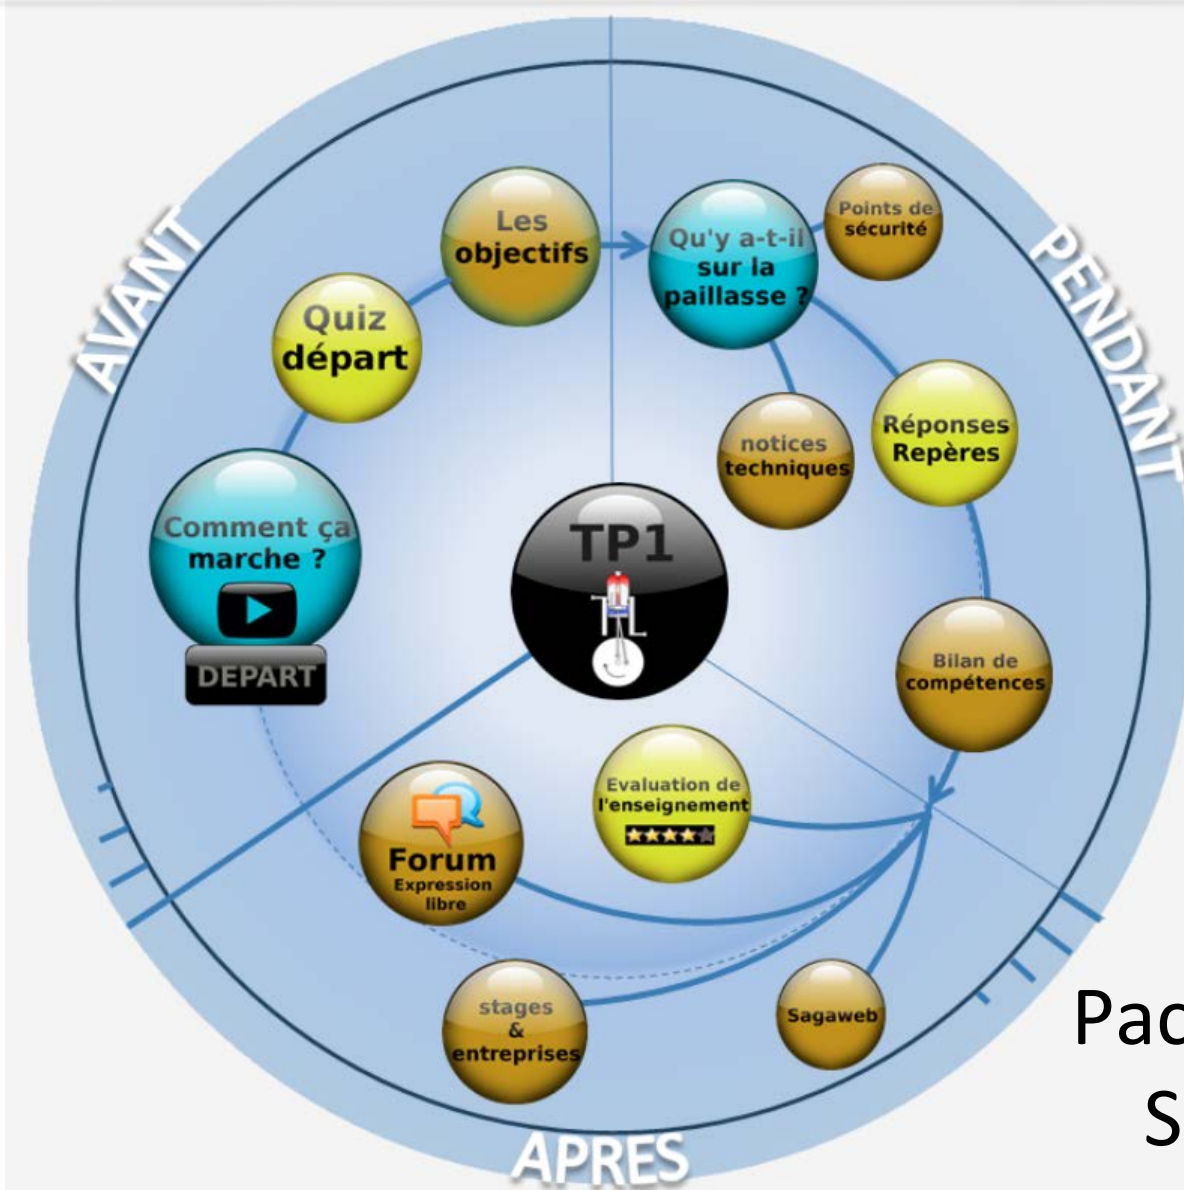 AVANT
Les
objectifs
Quiz
départ
Comment ça
marche ?
DEPART
TP1
PENDANT
Qu'y a-t-il
sur la
paillasse ?
Points de
sécurité
notices
techniques
Réponses
Repères
Bilan de
compétences
Evaluation de
l'enseignement
Forum
Expression
libre
stages
&
entreprises
Sagaweb
APRES
Pac
S